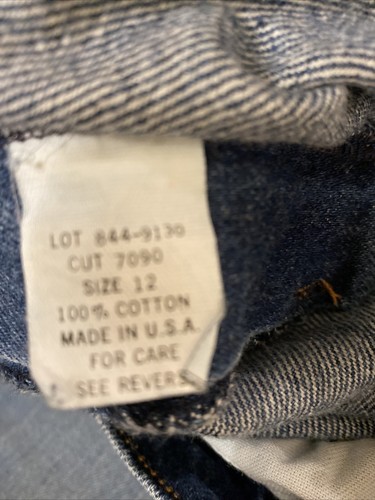 LOT 844-9130
CUT 7090
SIZE 12
100% COTTON
MADE IN U.S.A.
FOR CARE
SEE REVERS